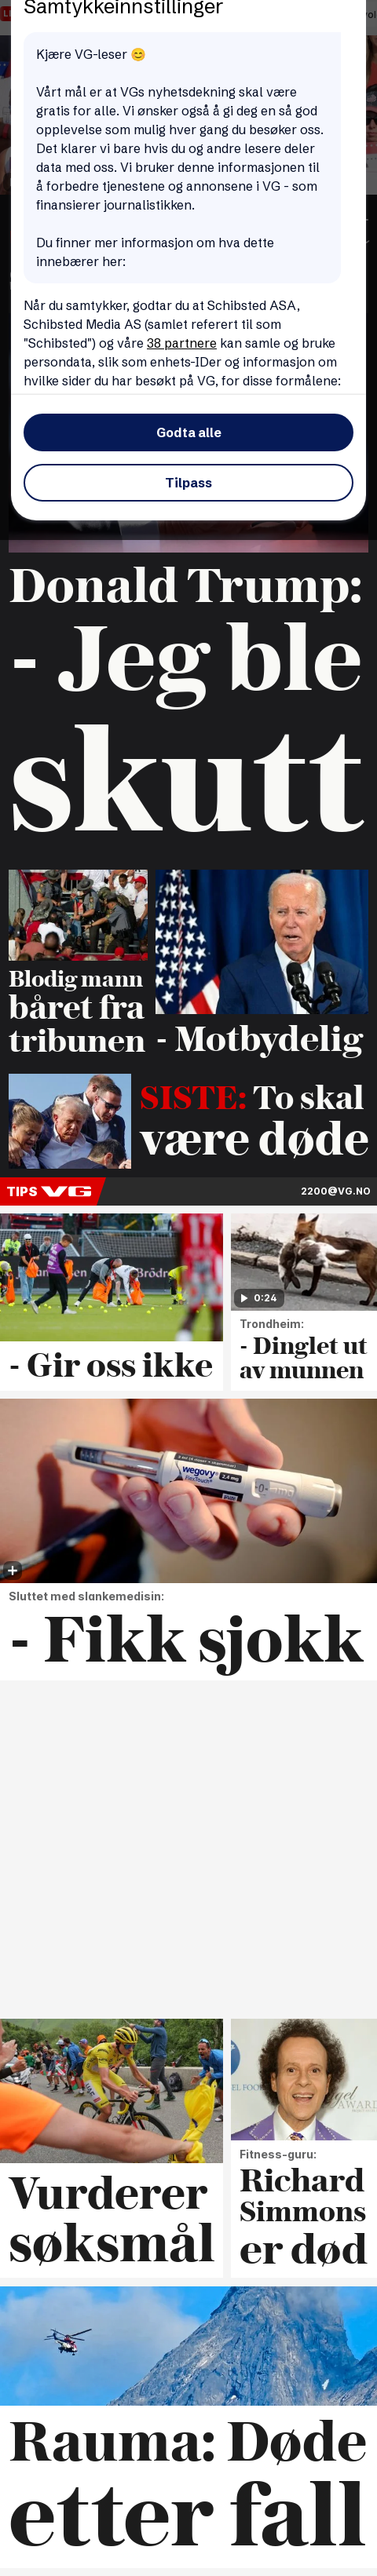 Samtykkeinnstillinger
Kjære VG-leser 😊
Vårt mål er at VGs nyhetsdekning skal være
gratis for alle. Vi ønsker også å gi deg en så god
opplevelse som mulig hver gang du besøker oss.
Det klarer vi bare hvis du og andre lesere deler
data med oss. Vi bruker denne informasjonen til
å forbedre tjenestene og annonsene i VG - som
finansierer journalistikken.
Du finner mer informasjon om hva dette
innebærer her:
Når du samtykker, godtar du at Schibsted ASA,
Schibsted Media AS (samlet referert til som
"Schibsted") og våre 38 partnere kan samle og bruke
persondata, slik som enhets-IDer og informasjon om
hvilke sider du har besøkt på VG, for disse formålene:
Godta alle
Tilpass
Donald Trump:
- Jeg ble
skutt
Blodig mann
båret fra
tribunen
- Motbydelig
SISTE: To skal
være døde
TIPS VG
2200@VG.NO
- Gir oss ikke
0:24
Trondheim:
- Dinglet ut
av munnen
wegovy
Sluttet med slankemedisin:
- Fikk sjokk
Vurderer
søksmål
Fitness-guru:
Richard
Simmons
er død
Rauma: Døde
etter fall